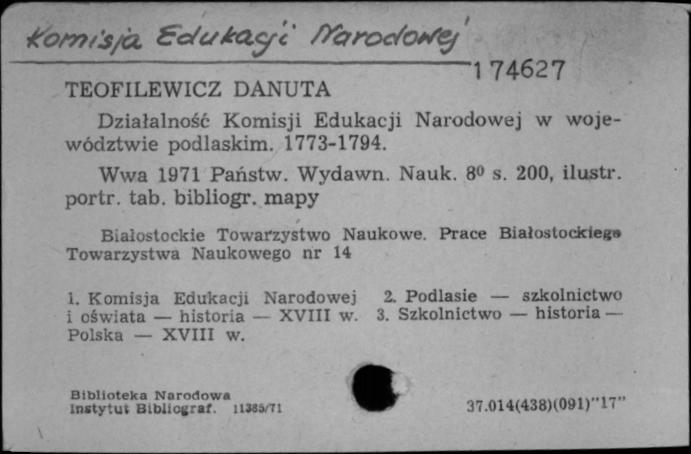 Komisja Edukacji Narodowej
174627
TEOFILEWICZ DANUTA
Działalność Komisji Edukacji Narodowej w woje-
wództwie podlaskim. 1773-1794.
Wwa 1971 Państw. Wydawn. Nauk. 8⁰ s. 200, ilustr.
portr. tab. bibliogr. mapy
Białostockie Towarzystwo Naukowe. Prace Białostockiego
Towarzystwa Naukowego nr 14
1. Komisja Edukacji Narodowej 2. Podlasie — szkolnictwo
i oświata — historia — XVIII w. 3. Szkolnictwo — historia —
Polska — XVIII w.
Biblioteka Narodowa
Instytut Bibliograf. 11385/71
37.014(438)(091)"17"